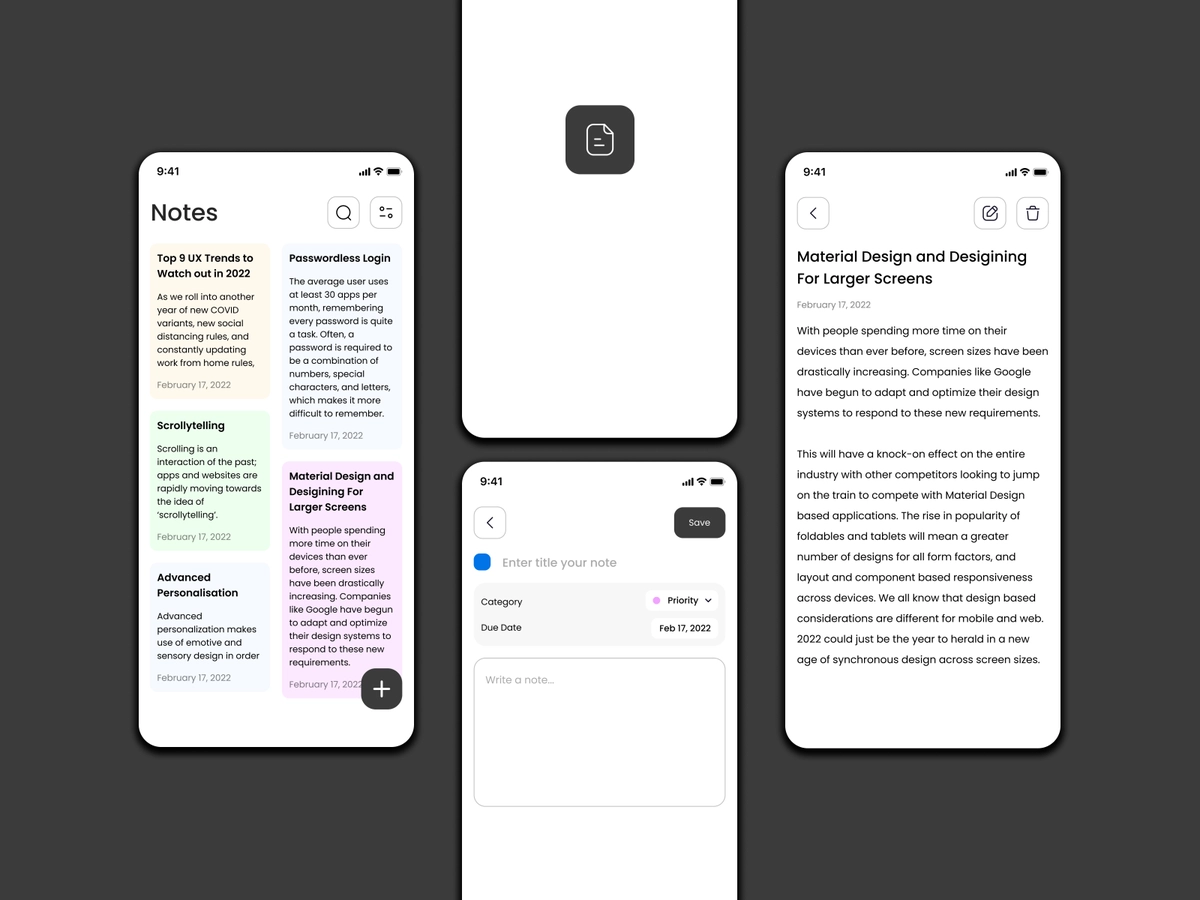 9:41
Notes
Top 9 UX Trends to
Watch out in 2022
As we roll into another
year of new COVID
variants, new social
distancing rules, and
constantly updating
work from home rules,
February 17, 2022
Scrollytelling
Scrolling is an
interaction of the past;
apps and websites are
rapidly moving towards
the idea of
‘scrollytelling’.
February 17, 2022
Advanced
Personalisation
Advanced
personalization makes
use of emotive and
sensory design in order
February 17, 2022
Passwordless Login
The average user uses
at least 30 apps per
month, remembering
every password is quite
a task. Often, a
password is required to
be a combination of
numbers, special
characters, and letters,
which makes it more
difficult to remember.
February 17, 2022
Material Design and
Desigining For
Larger Screens
With people spending
more time on their
devices than ever
before, screen sizes
have been drastically
increasing. Companies
like Google have begun
to adapt and optimize
their design systems to
respond to these new
requirements.
February 17, 2022
9:41
Save
Enter title your note
Category
Priority
Due Date
Feb 17, 2022
Write a note...
9:41
Material Design and Desigining
For Larger Screens
February 17, 2022
With people spending more time on their
devices than ever before, screen sizes have been
drastically increasing. Companies like Google
have begun to adapt and optimize their design
systems to respond to these new requirements.
This will have a knock-on effect on the entire
industry with other competitors looking to jump
on the train to compete with Material Design
based applications. The rise in popularity of
foldables and tablets will mean a greater
number of designs for all form factors, and
layout and component based responsiveness
across devices. We all know that design based
considerations are different for mobile and web.
2022 could just be the year to herald in a new
age of synchronous design across screen sizes.